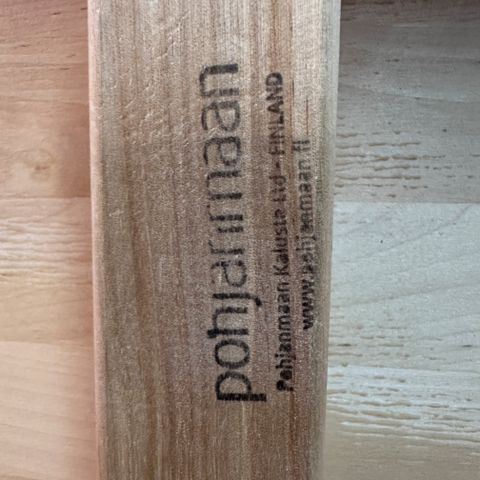 pohjanmaan
Pohjanmaan Kaluste Ltd - FINLAND
www.pohjanmaan.fi